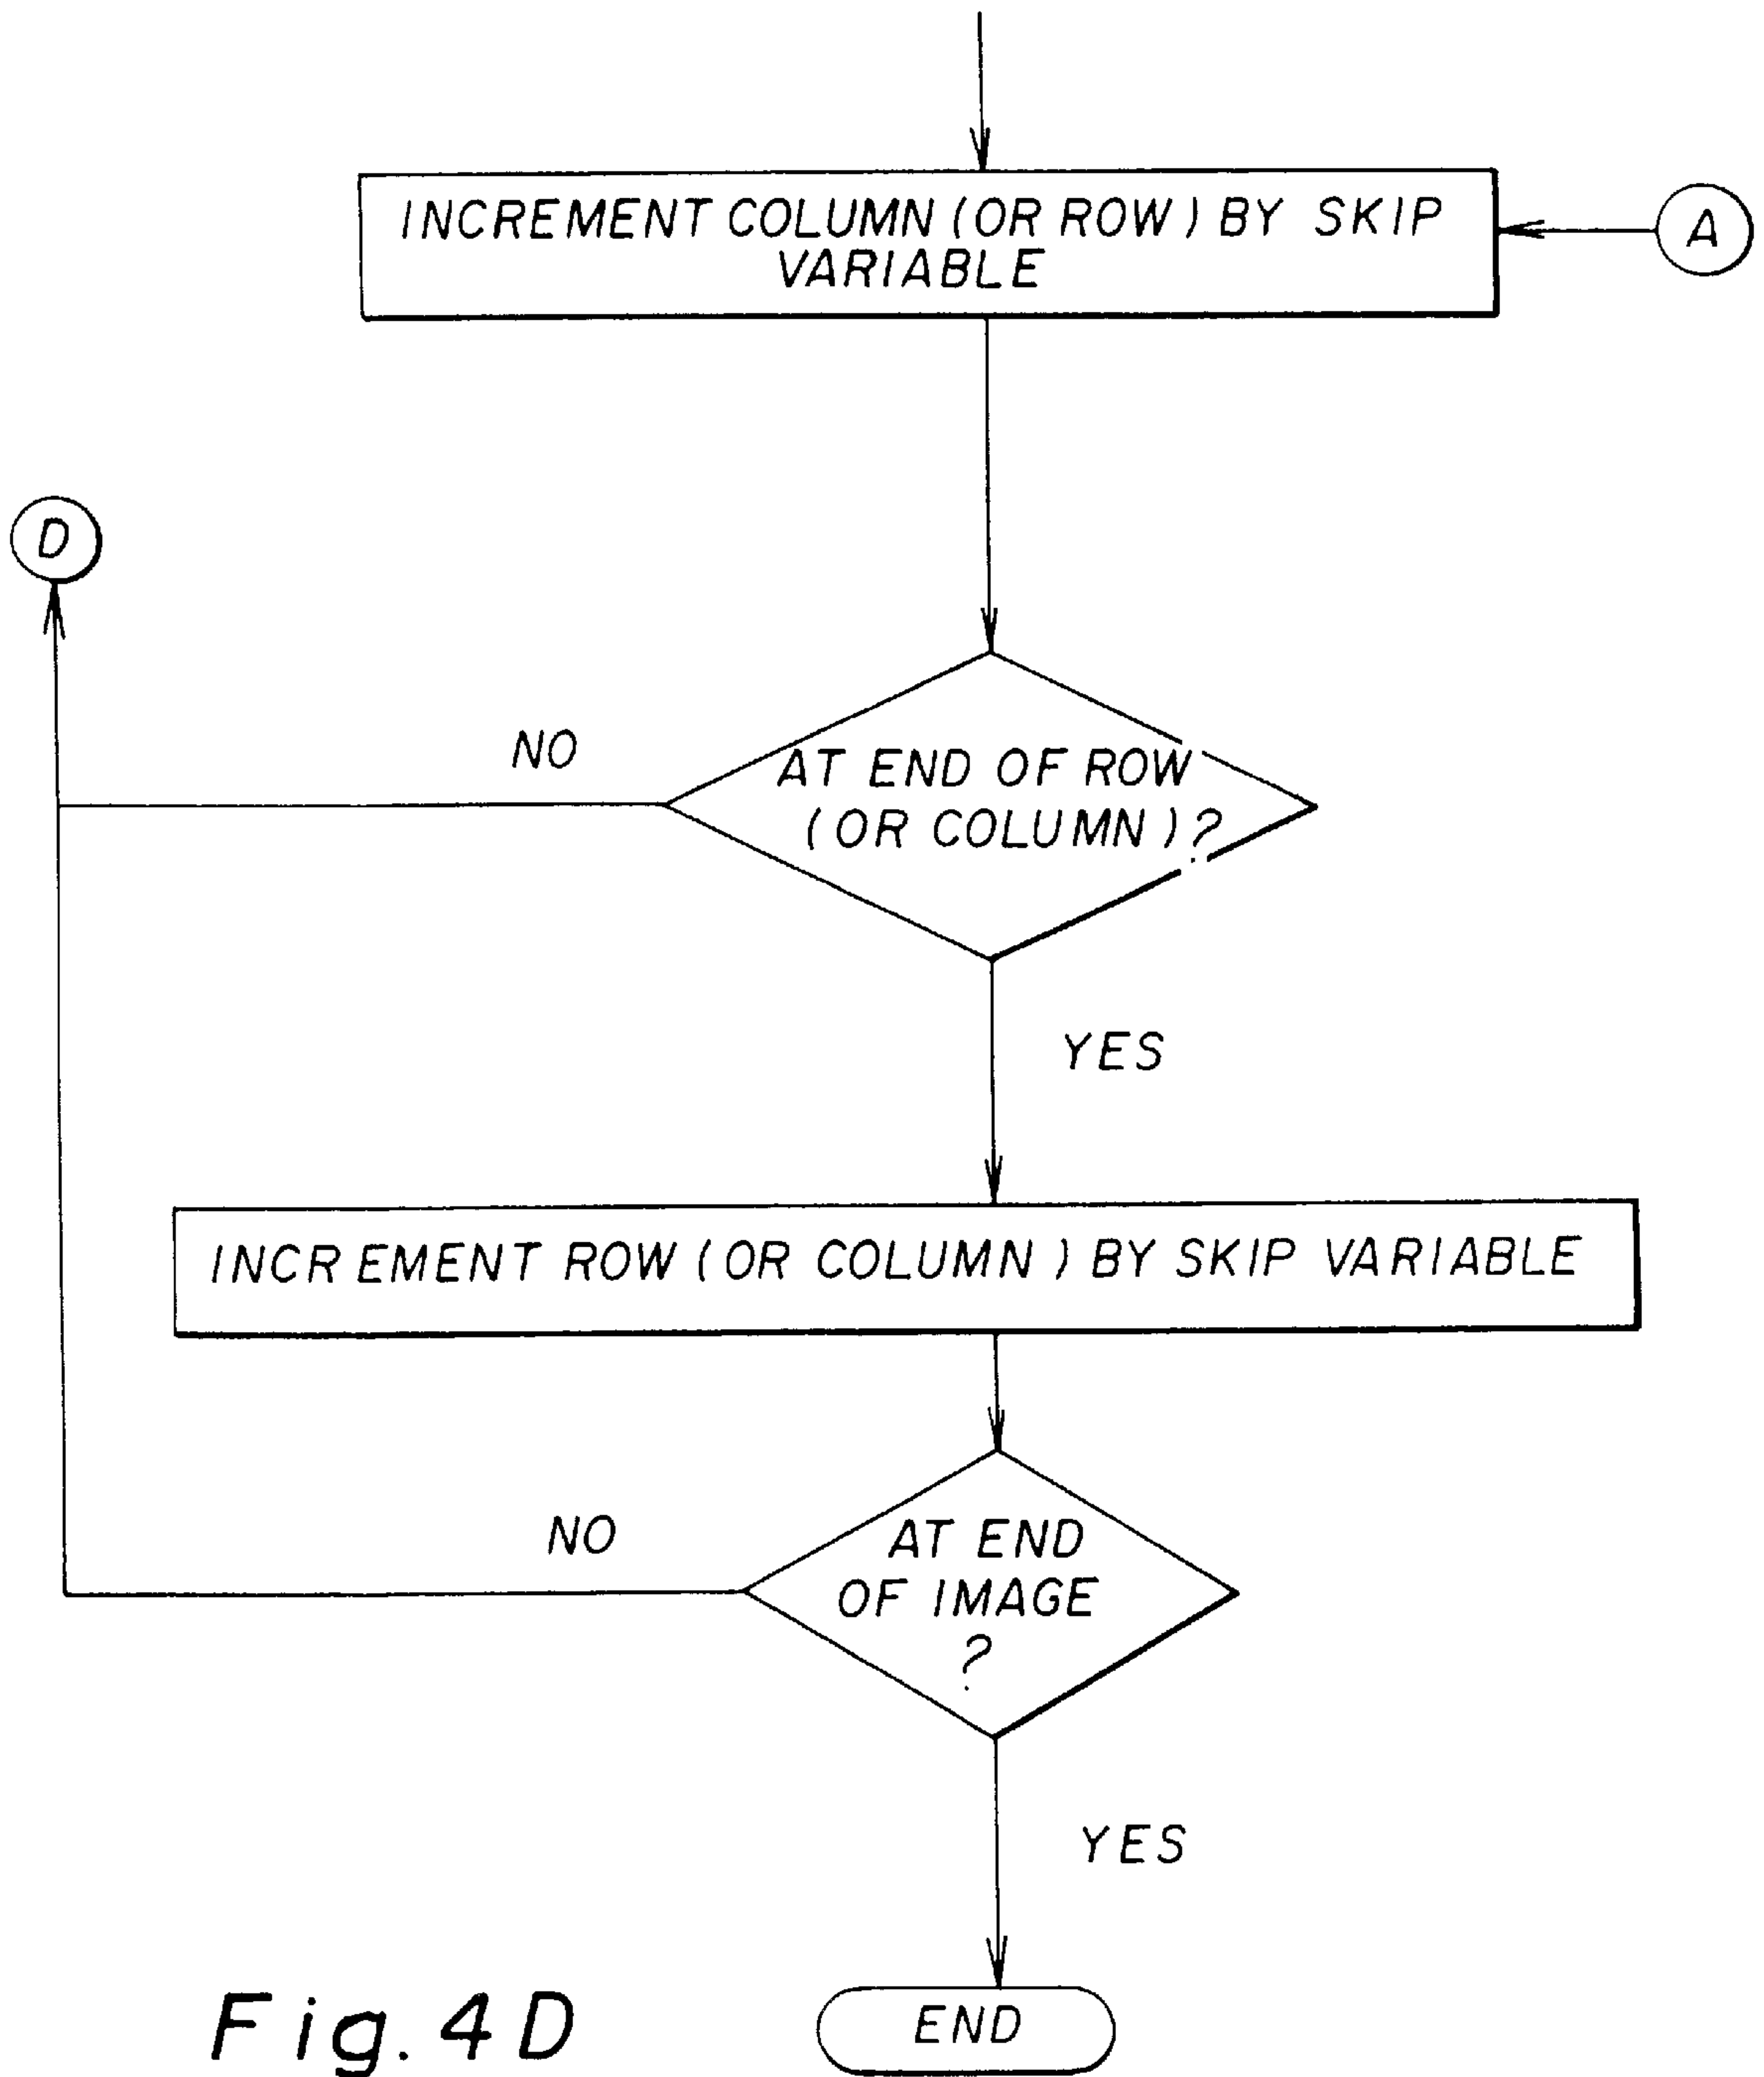 INCREMENT COLUMN (OR ROW) BY SKIP
VARIABLE
A
D
NO
AT END OF ROW
(OR COLUMN)?
YES
INCREMENT ROW (OR COLUMN) BY SKIP VARIABLE
NO
AT END
OF IMAGE
?
YES
END
Fig. 4D